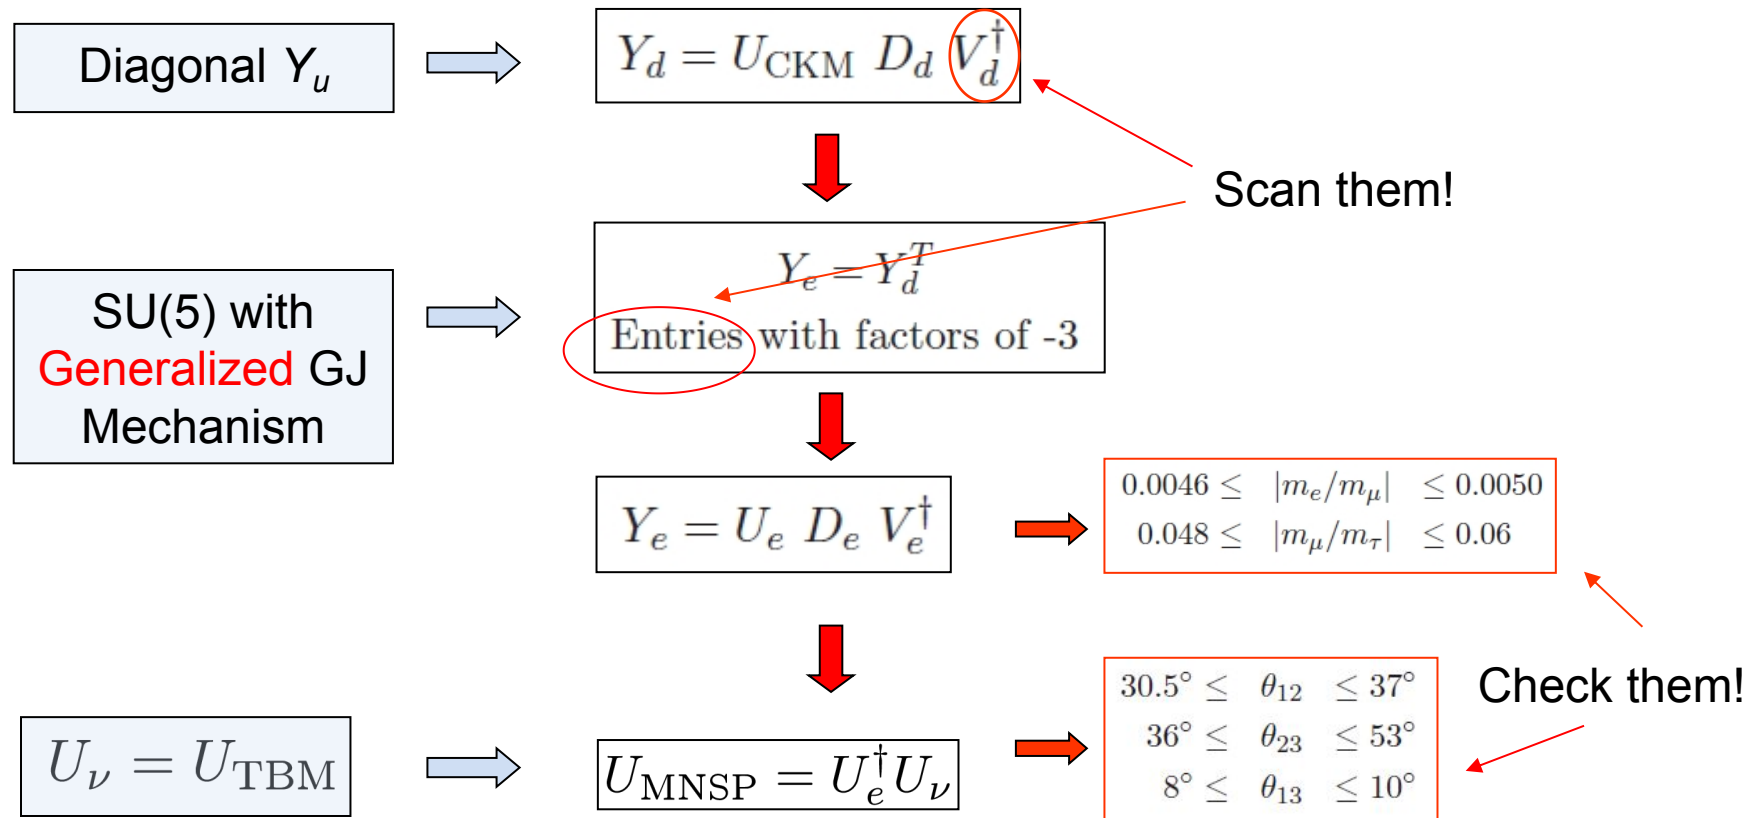 Diagonal Y_u
Y_d = U_CKM D_d V_d^†
Scan them!
SU(5) with
Generalized GJ
Mechanism
Y_e = Y_d^T
Entries with factors of -3
Y_e = U_e D_e V_e^†
0.0046 ≤ |m_e/m_μ| ≤ 0.0050
0.048 ≤ |m_μ/m_τ| ≤ 0.06
Check them!
U_ν = U_TBM
U_MNSP = U_e^† U_ν
30.5° ≤ θ_12 ≤ 37°
36° ≤ θ_23 ≤ 53°
8° ≤ θ_13 ≤ 10°